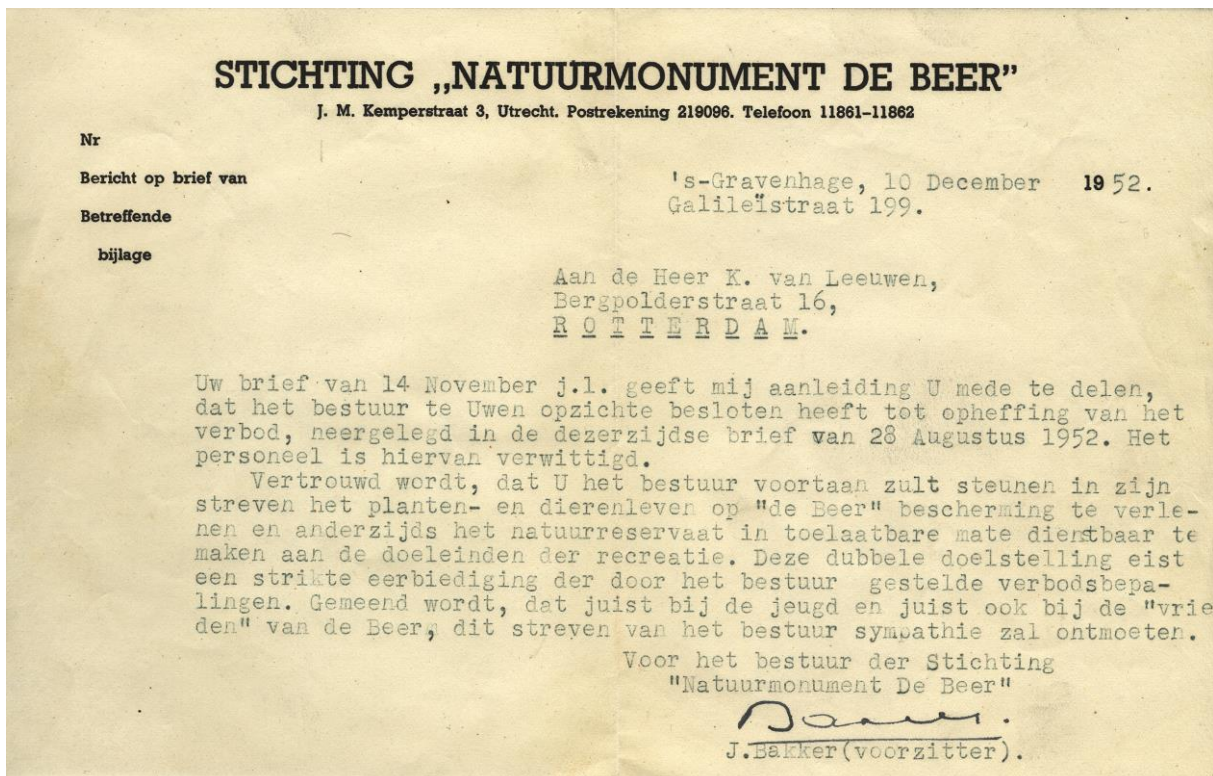 STICHTING „NATUURMONUMENT DE BEER”
J. M. Kemperstraat 3, Utrecht. Postrekening 219096. Telefoon 11861-11862
Nr
Bericht op brief van
's-Gravenhage, 10 December 1952.
Galileïstraat 199.
Betreffende
bijlage
Aan de Heer K. van Leeuwen,
Bergpolderstraat 16,
ROTTERDAM.
Uw brief van 14 November j.l. geeft mij aanleiding U mede te delen,
dat het bestuur te Uwen opzichte besloten heeft tot opheffing van het
verbod, neergelegd in de dezerzijdse brief van 28 Augustus 1952. Het
personeel is hiervan verwittigd.
Vertrouwd wordt, dat U het bestuur voortaan zult steunen in zijn
streven het planten- en dierenleven op "de Beer" bescherming te verle-
nen en anderzijds het natuurreservaat in toelaatbare mate dienstbaar te
maken aan de doeleinden der recreatie. Deze dubbele doelstelling eist
een strikte eerbiediging der door het bestuur gestelde verbodsbepa-
lingen. Gemeend wordt, dat juist bij de jeugd en juist ook bij de "vrie
den" van de Beer, dit streven van het bestuur sympathie zal ontmoeten.
Voor het bestuur der Stichting
"Natuurmonument De Beer"
J.Bakker(voorzitter).